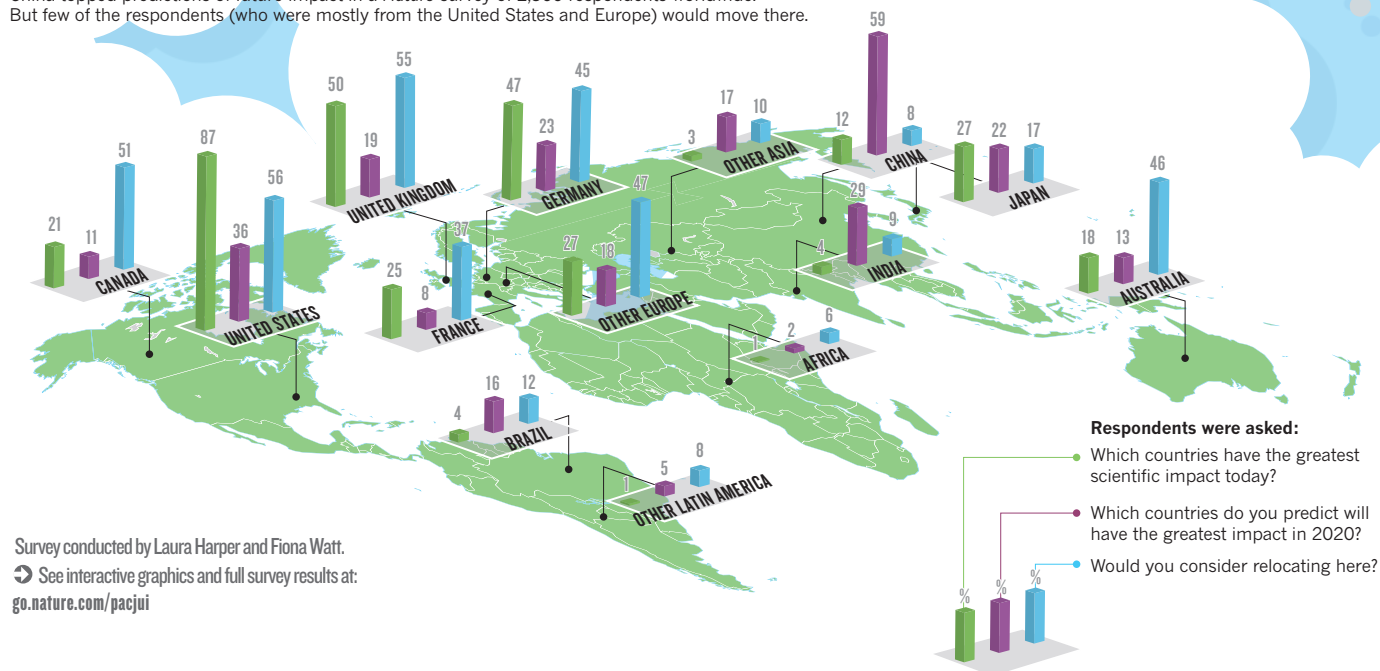 But few of the respondents (who were mostly from the United States and Europe) would move there.
21
11
51
CANADA
87
36
56
UNITED STATES
50
19
55
UNITED KINGDOM
25
8
37
FRANCE
47
23
45
GERMANY
27
18
47
OTHER EUROPE
3
17
10
OTHER ASIA
12
59
8
CHINA
27
22
17
JAPAN
4
29
9
INDIA
18
13
46
AUSTRALIA
1
2
6
AFRICA
4
16
12
BRAZIL
1
5
8
OTHER LATIN AMERICA
Respondents were asked:
Which countries have the greatest
scientific impact today?
Which countries do you predict will
have the greatest impact in 2020?
Would you consider relocating here?
%
%
%
Survey conducted by Laura Harper and Fiona Watt.
See interactive graphics and full survey results at:
go.nature.com/pacjui